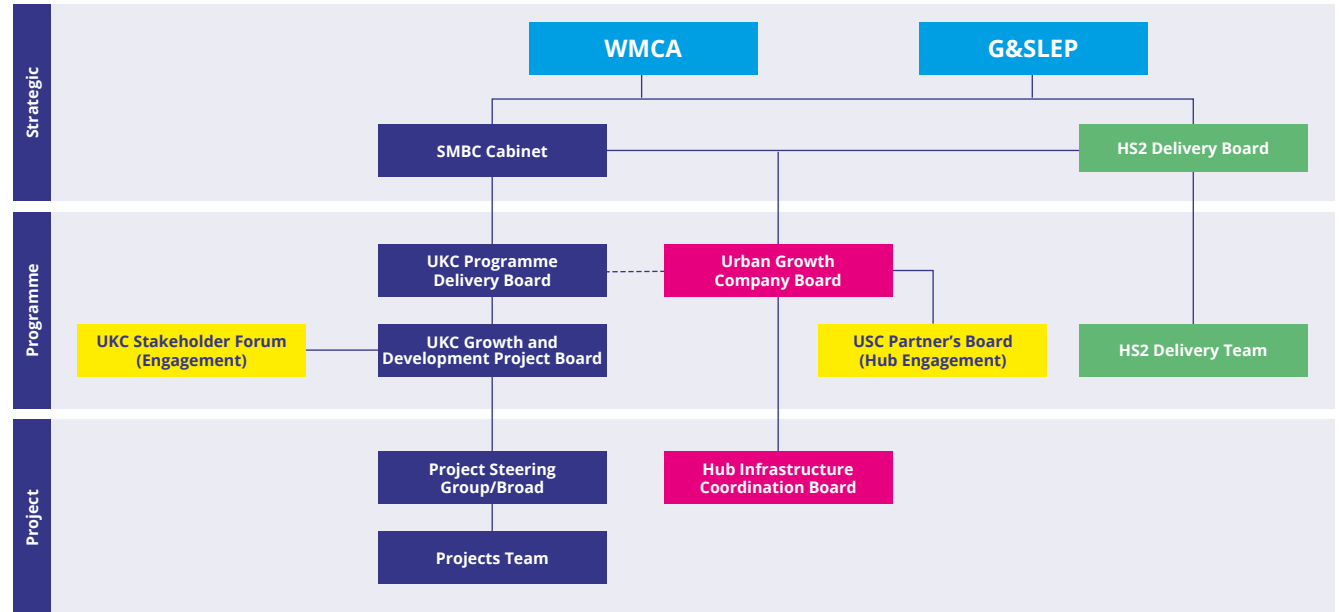 Strategic
WMCA
G&SLEP
SMBC Cabinet
HS2 Delivery Board
Programme
UKC Programme
Delivery Board
Urban Growth
Company Board
UKC Stakeholder Forum
(Engagement)
UKC Growth and
Development Project Board
USC Partner’s Board
(Hub Engagement)
HS2 Delivery Team
Project
Project Steering
Group/Broad
Hub Infrastructure
Coordination Board
Projects Team